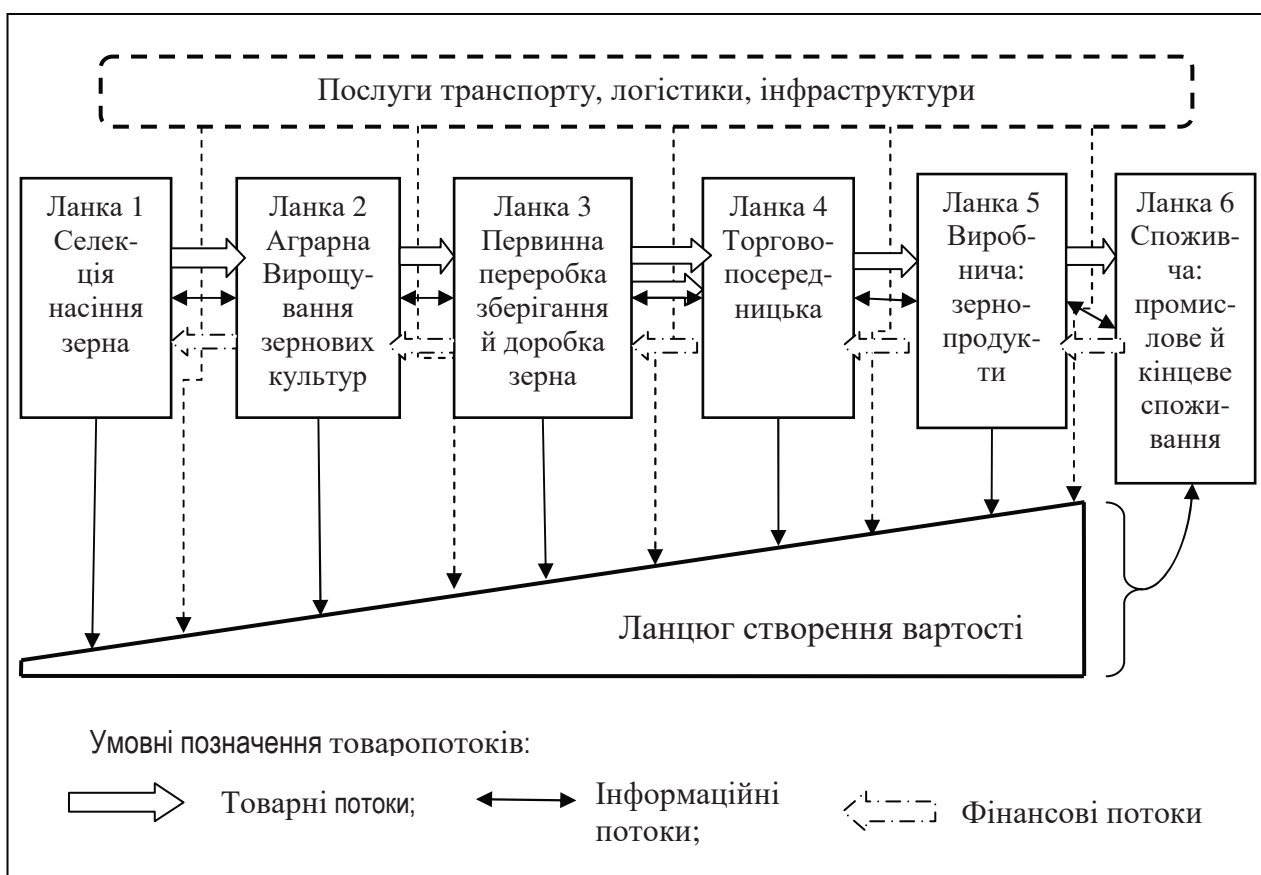 Послуги транспорту, логістики, інфраструктури
Ланка 1
Селек-
ція
насіння
зерна
Ланка 2
Аграрна
Вирощу-
вання
зернових
культур
Ланка 3
Первинна
переробка
зберігання
й доробка
зерна
Ланка 4
Торгово-
посеред-
ницька
Ланка 5
Вироб-
нича:
зерно-
продук-
ти
Ланка 6
Спожив-
ча:
промис-
лове й
кінцеве
спожи-
вання
Ланцюг створення вартості
Умовні позначення товаропотоків:
Товарні потоки;
Інформаційні
потоки;
Фінансові потоки